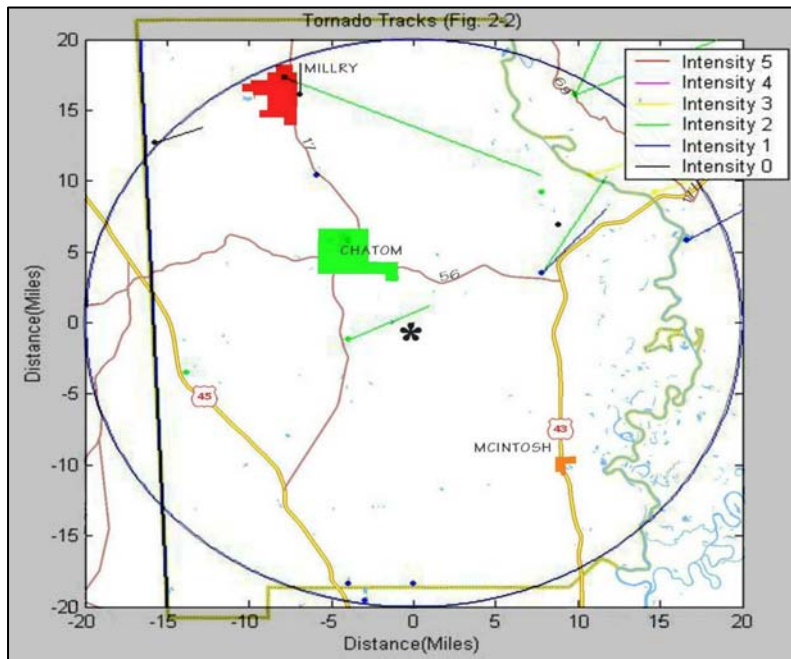 Tornado Tracks (Fig. 2-2)
20
15
10
5
0
-5
-10
-15
-20
Distance(Miles)
MILLRY
17
CHATOM
56
69
*
45
43
MCINTOSH
Intensity 5
Intensity 4
Intensity 3
Intensity 2
Intensity 1
Intensity 0
-20
-15
-10
-5
0
5
10
15
20
Distance(Miles)